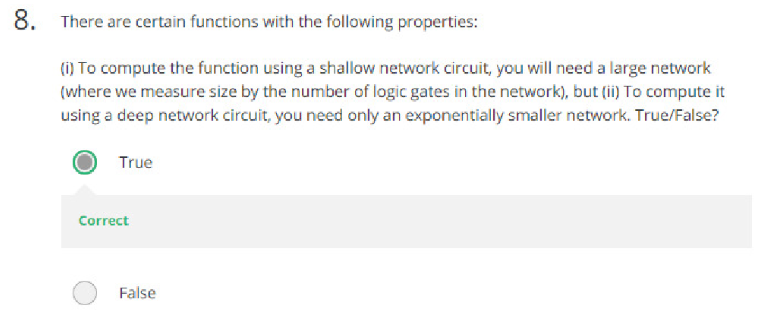 8. There are certain functions with the following properties:
(i) To compute the function using a shallow network circuit, you will need a large network
(where we measure size by the number of logic gates in the network), but (ii) To compute it
using a deep network circuit, you need only an exponentially smaller network. True/False?
True
Correct
False